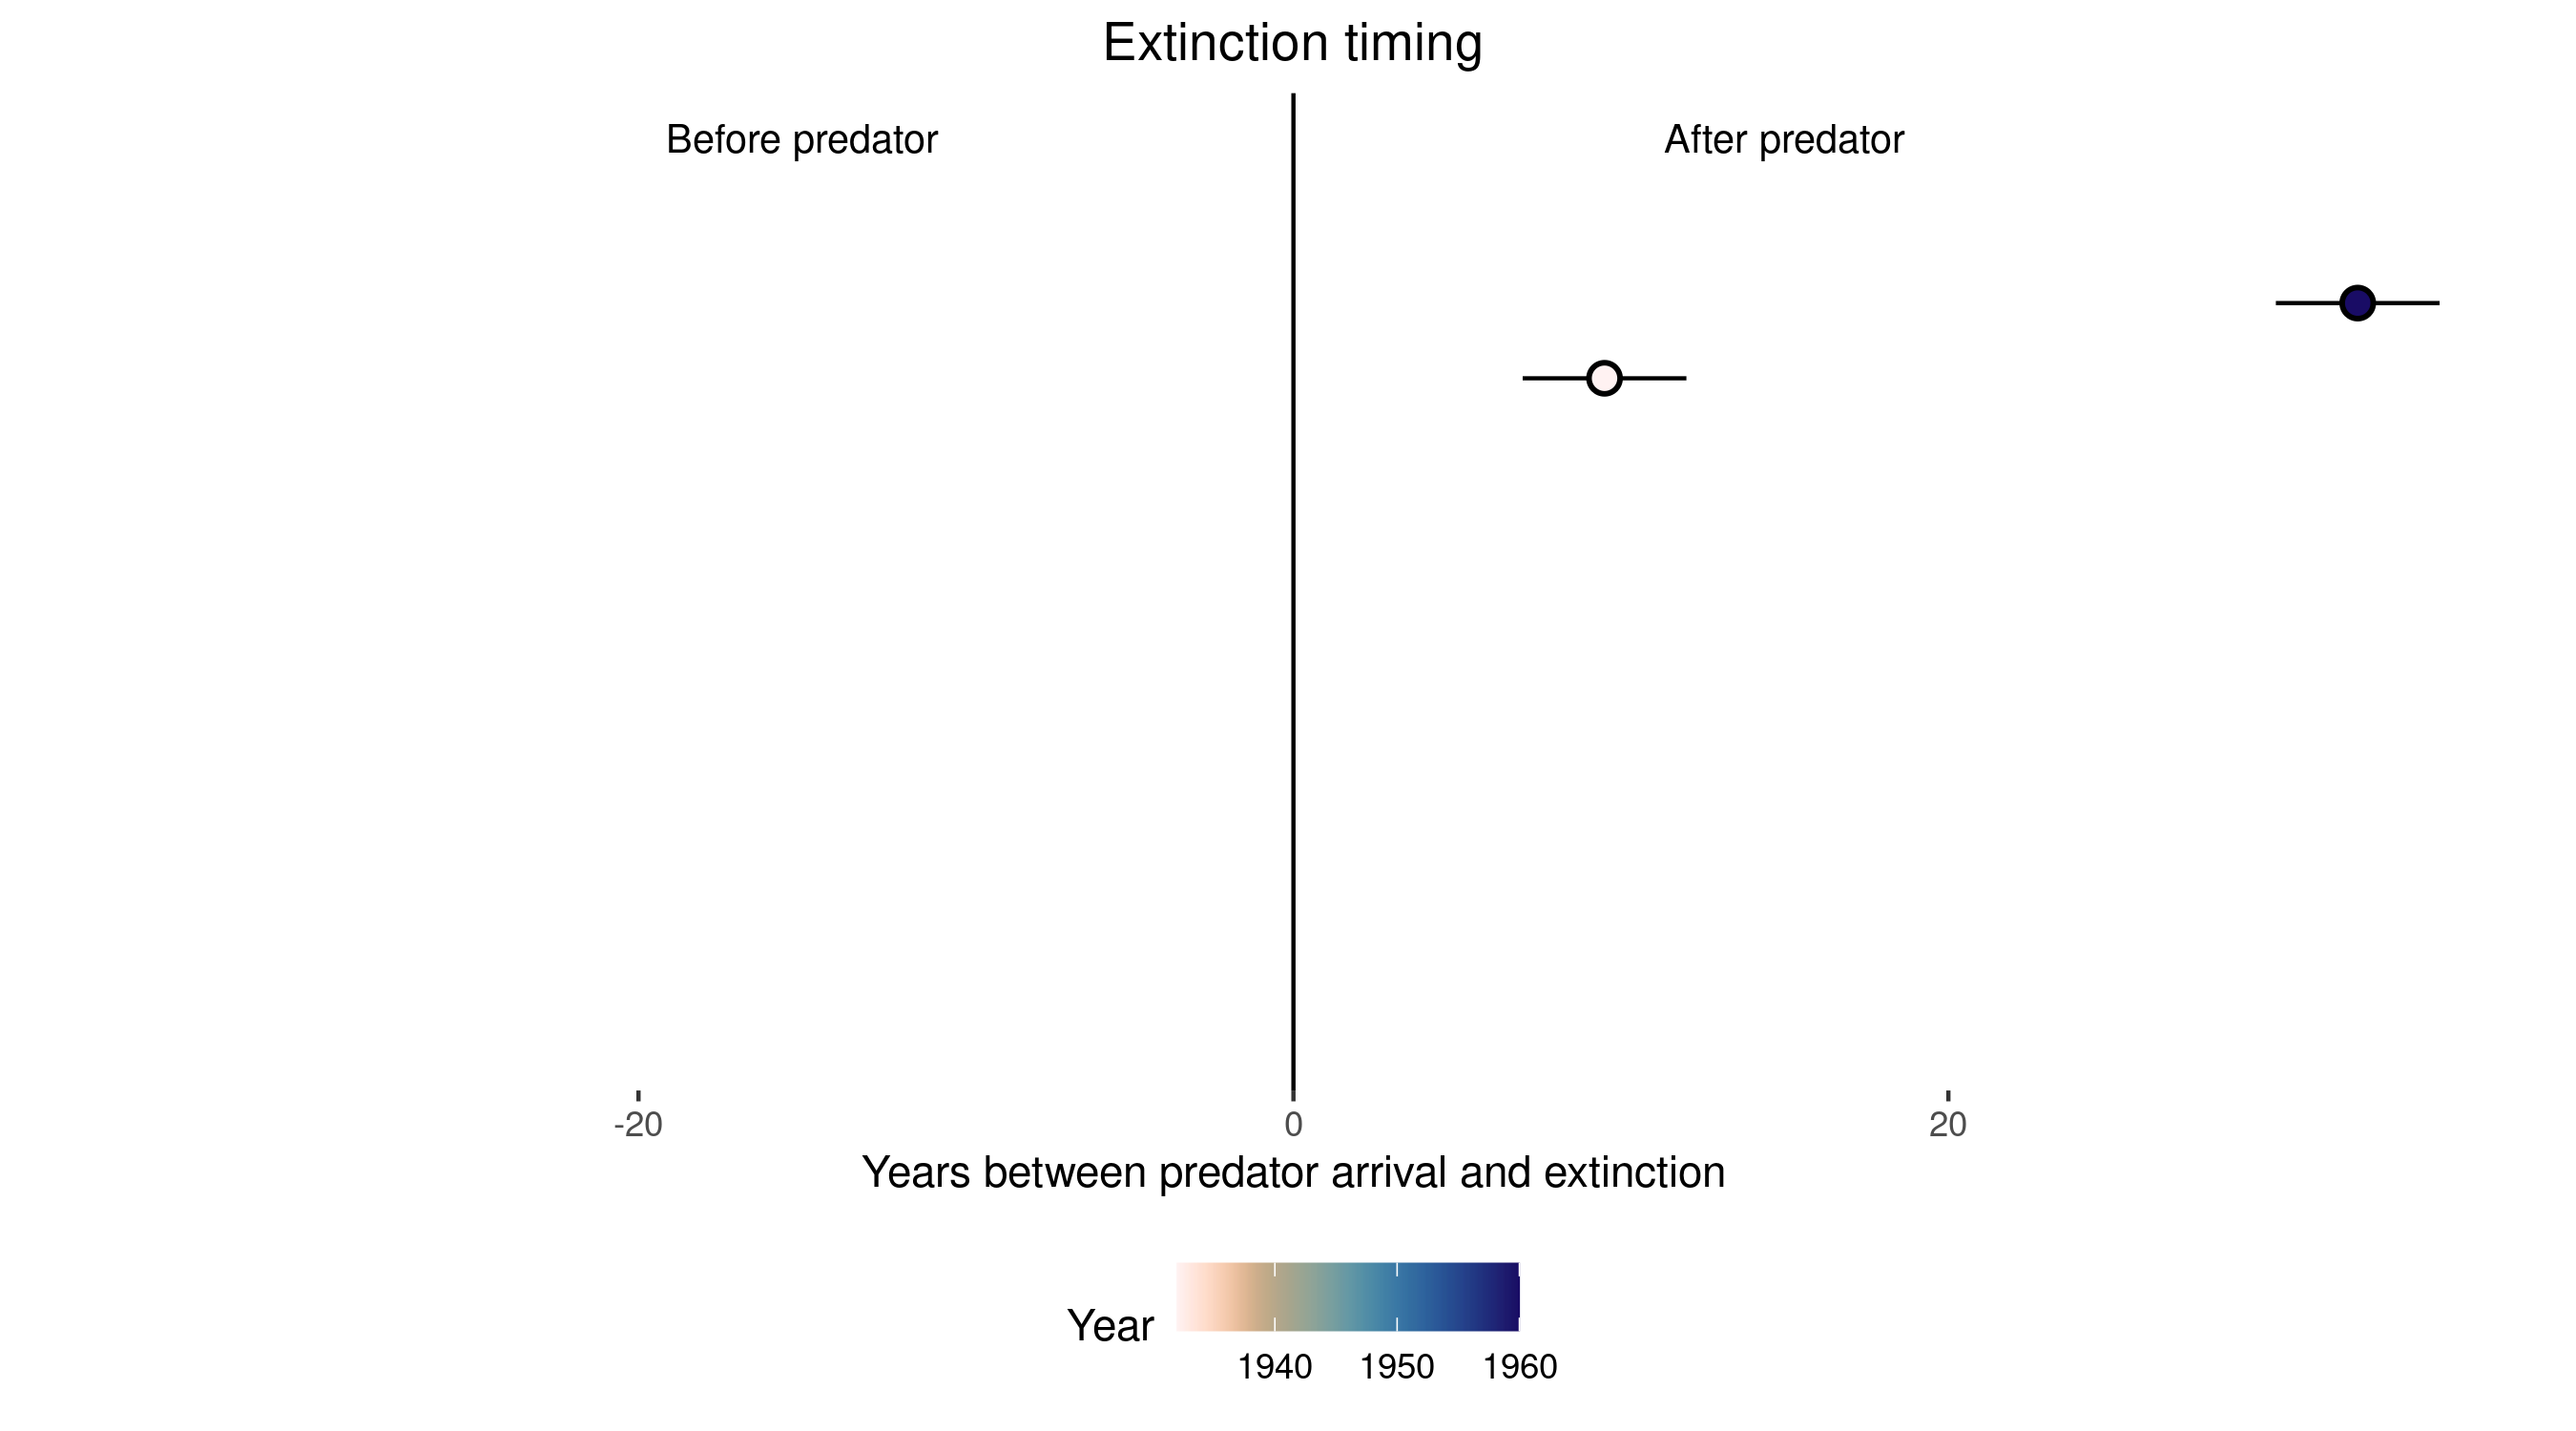 Extinction timing
Before predator
After predator
-20
0
20
Years between predator arrival and extinction
Year
1940
1950
1960